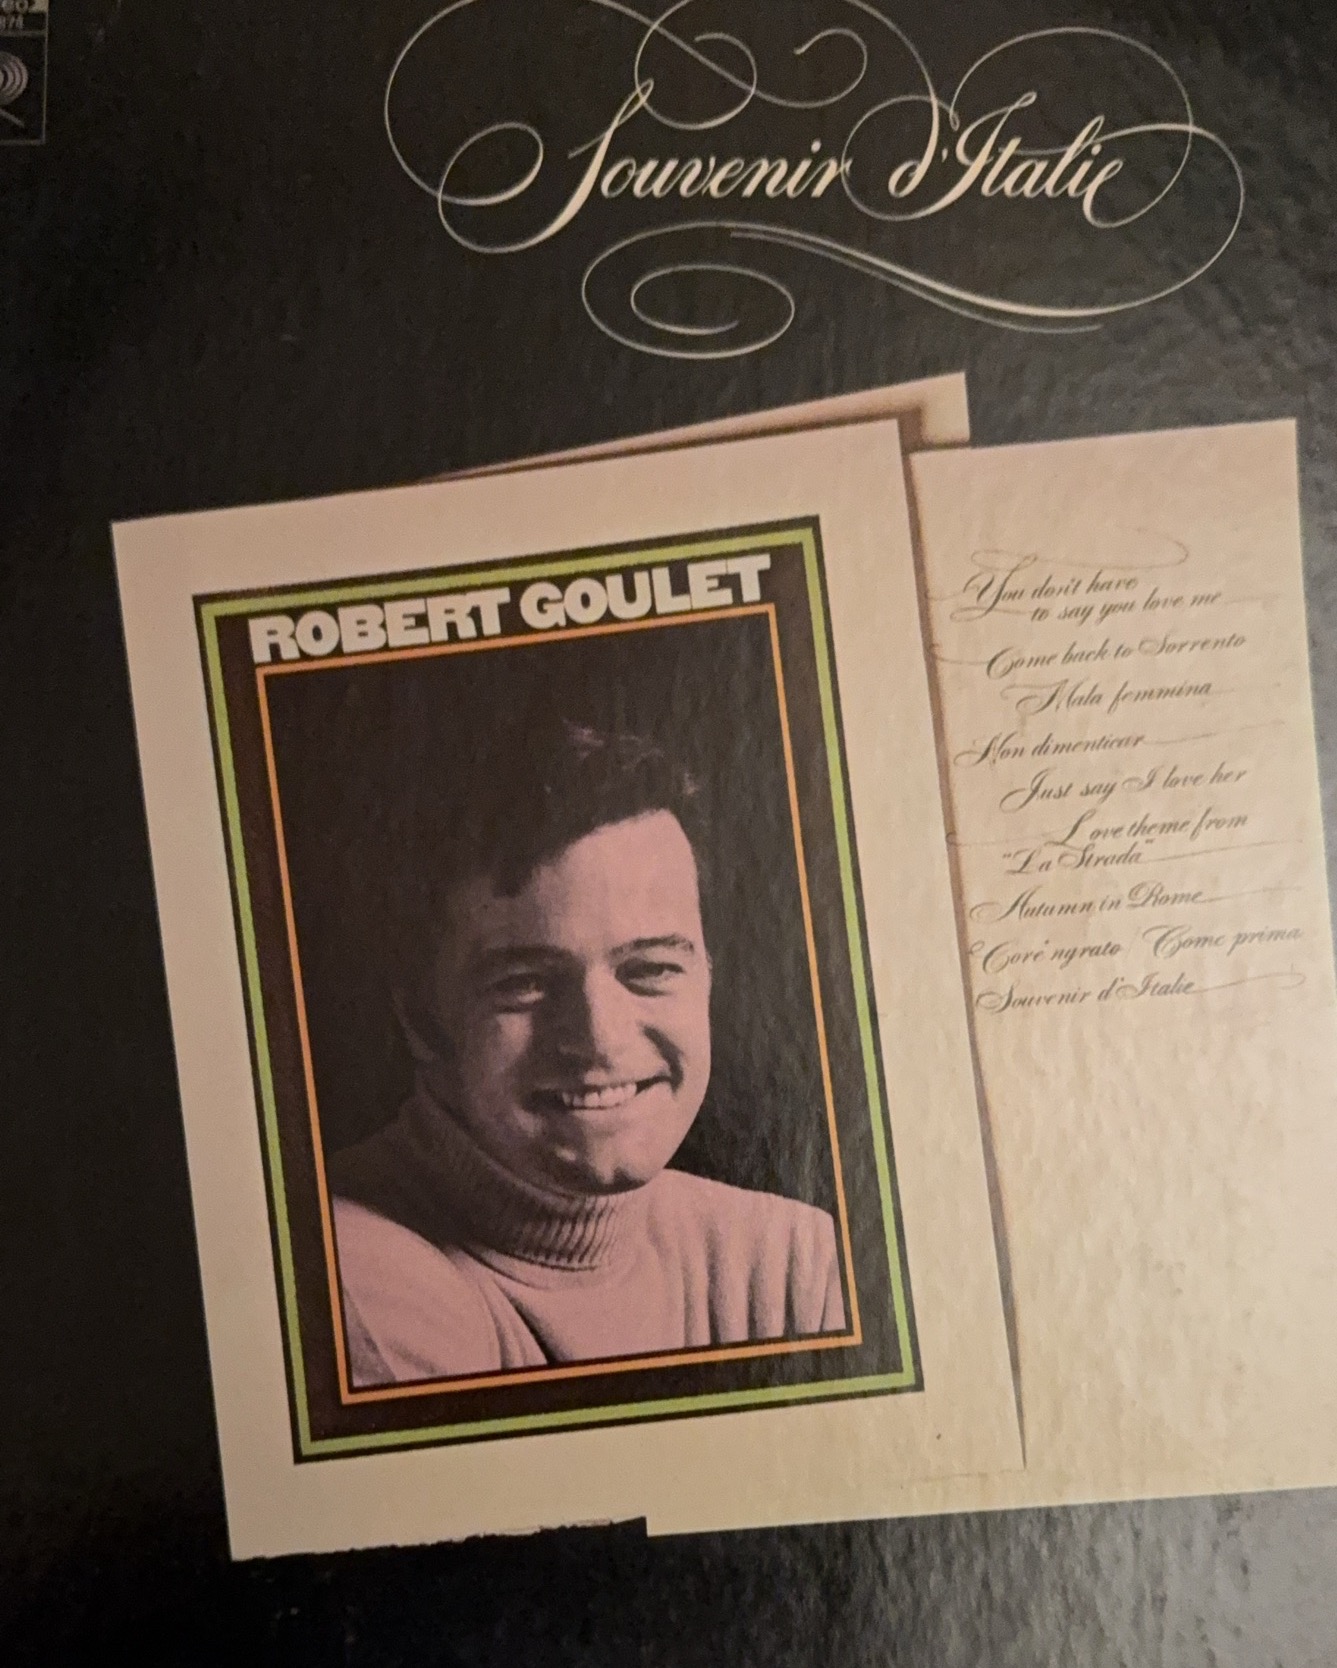 Souvenir d'Italie
ROBERT GOULET
You don't have
to say you love me
Come back to Sorrento
Mala femmina
Non dimenticar
Just say I love her
Love theme from
"La Strada"
Autumn in Rome
Core 'ngrato / Come prima
Souvenir d'Italie